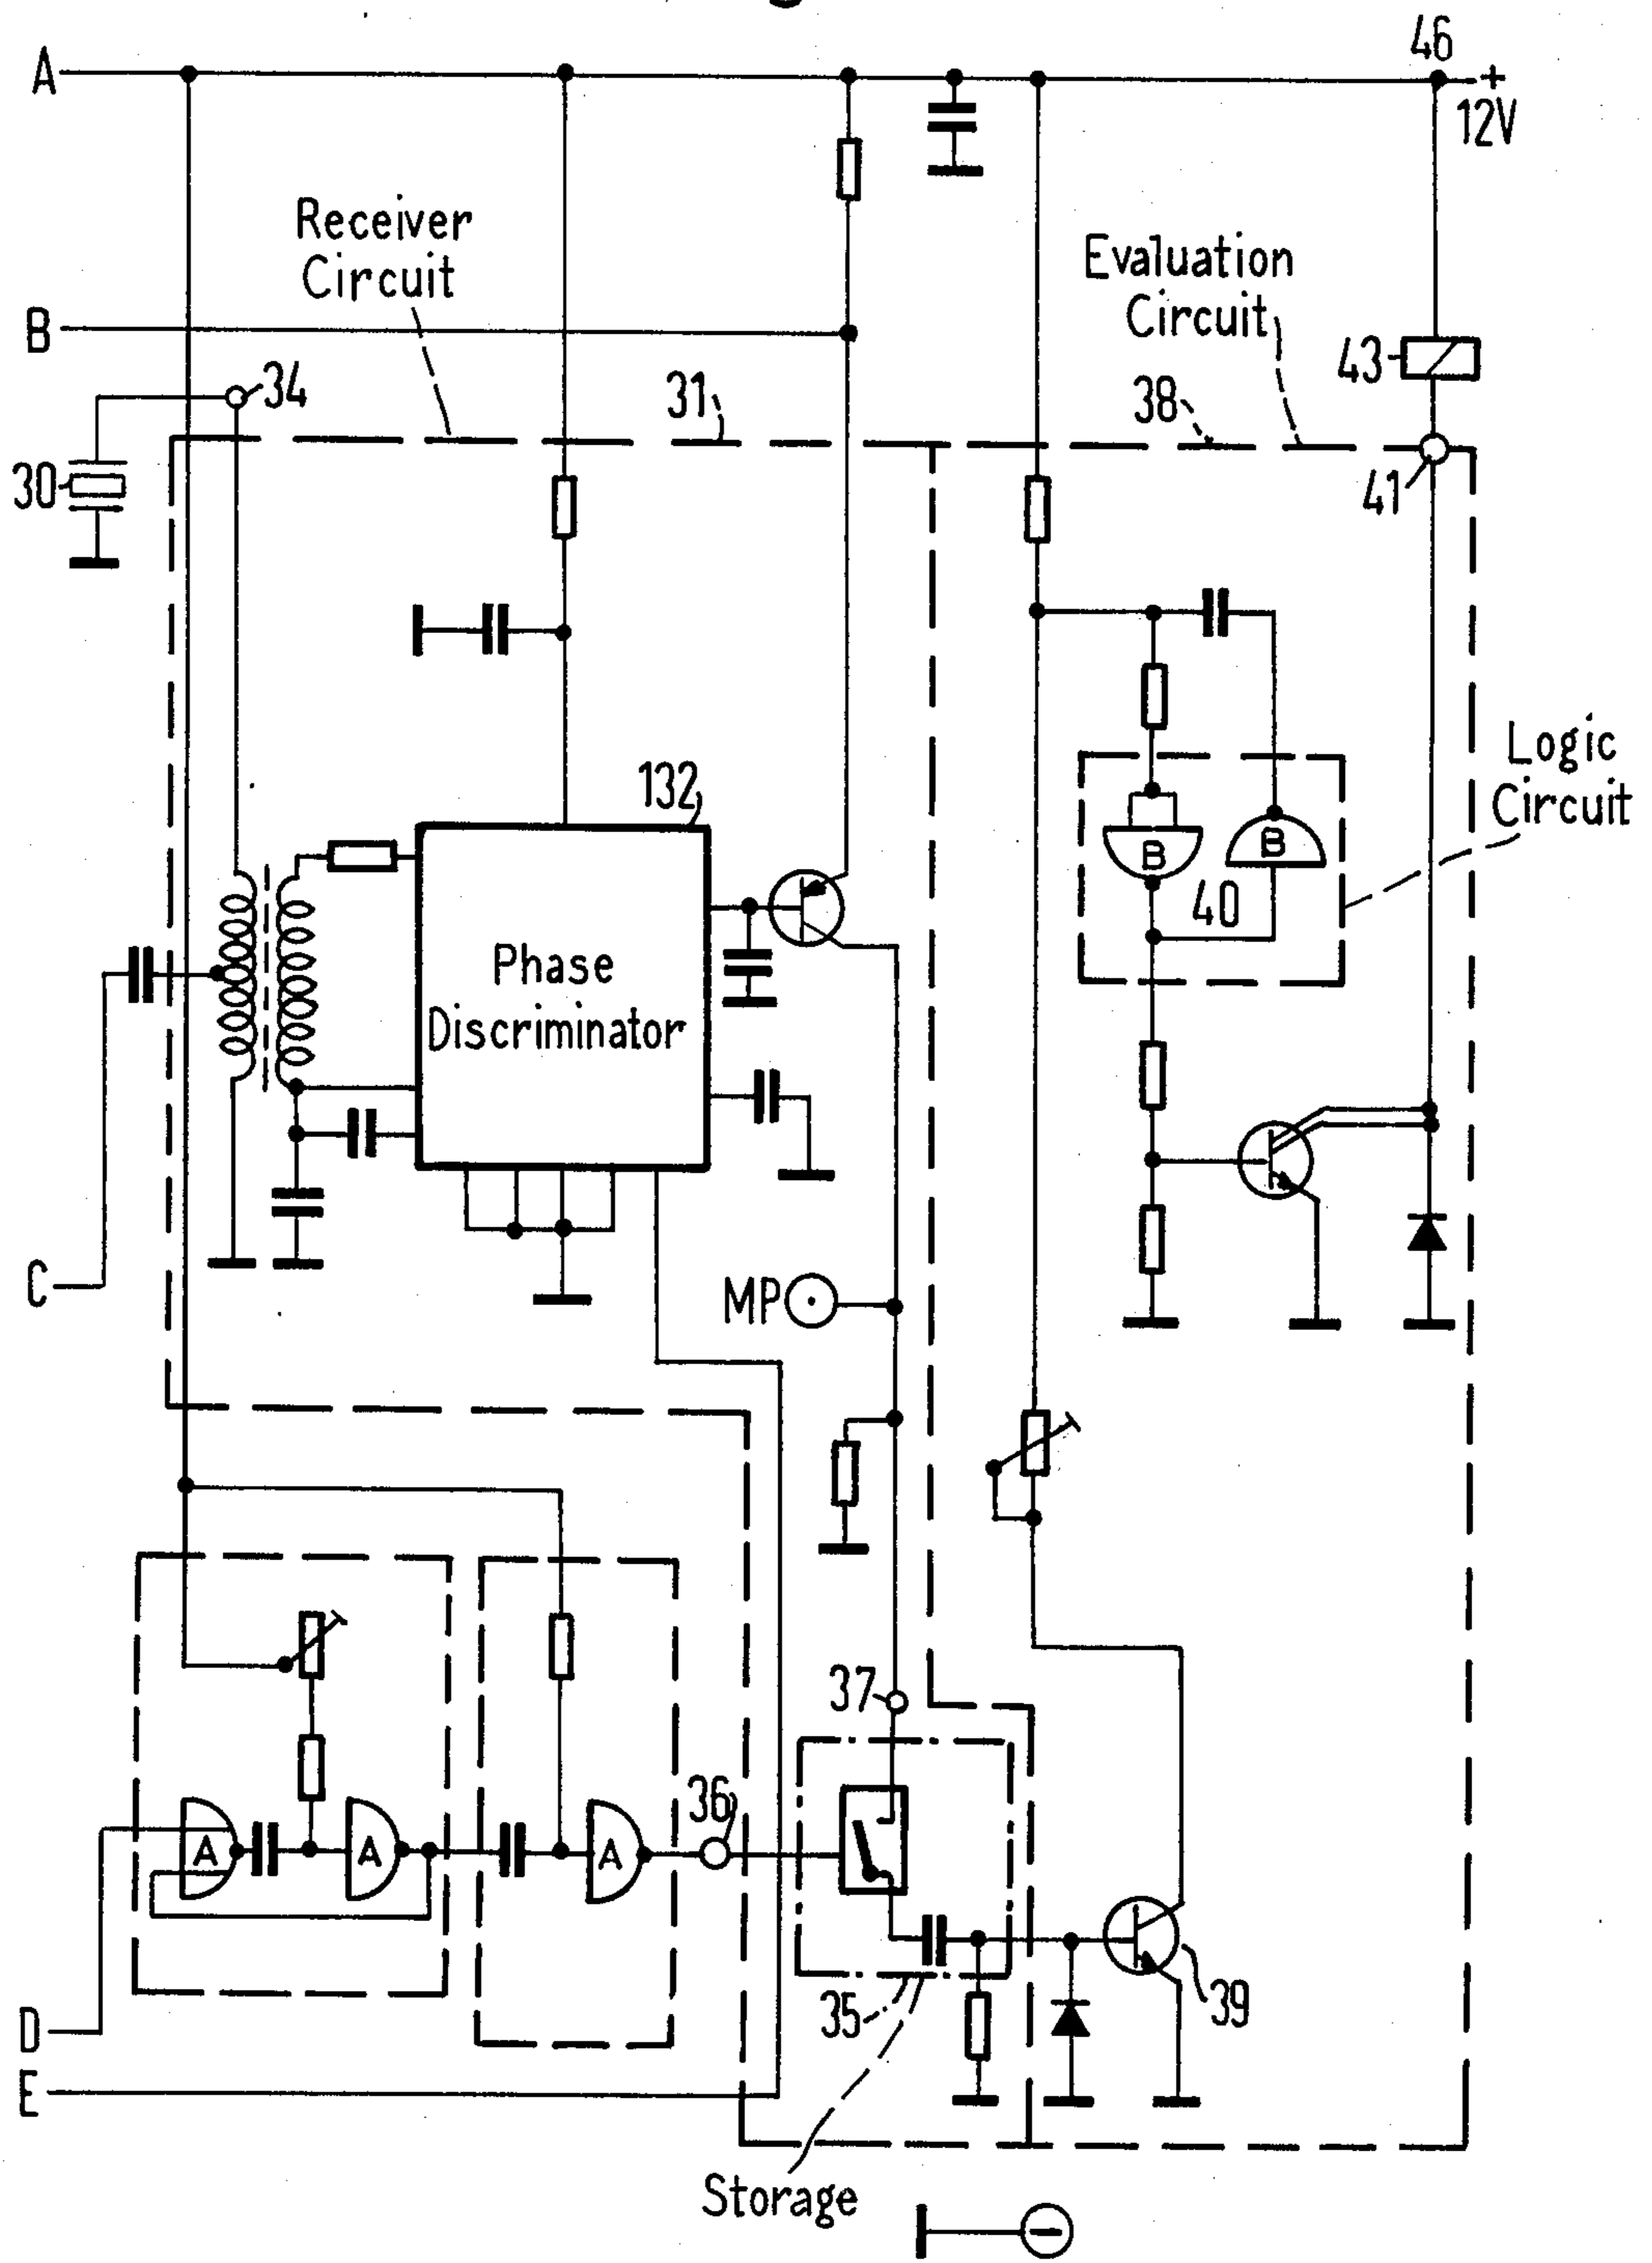 46
A
+
12V
Receiver
Circuit
Evaluation
Circuit
B
34
31
38
43
30
41
Logic
Circuit
132
B
B
40
Phase
Discriminator
C
MP
37
36
A
A
A
35
39
D
E
Storage
−